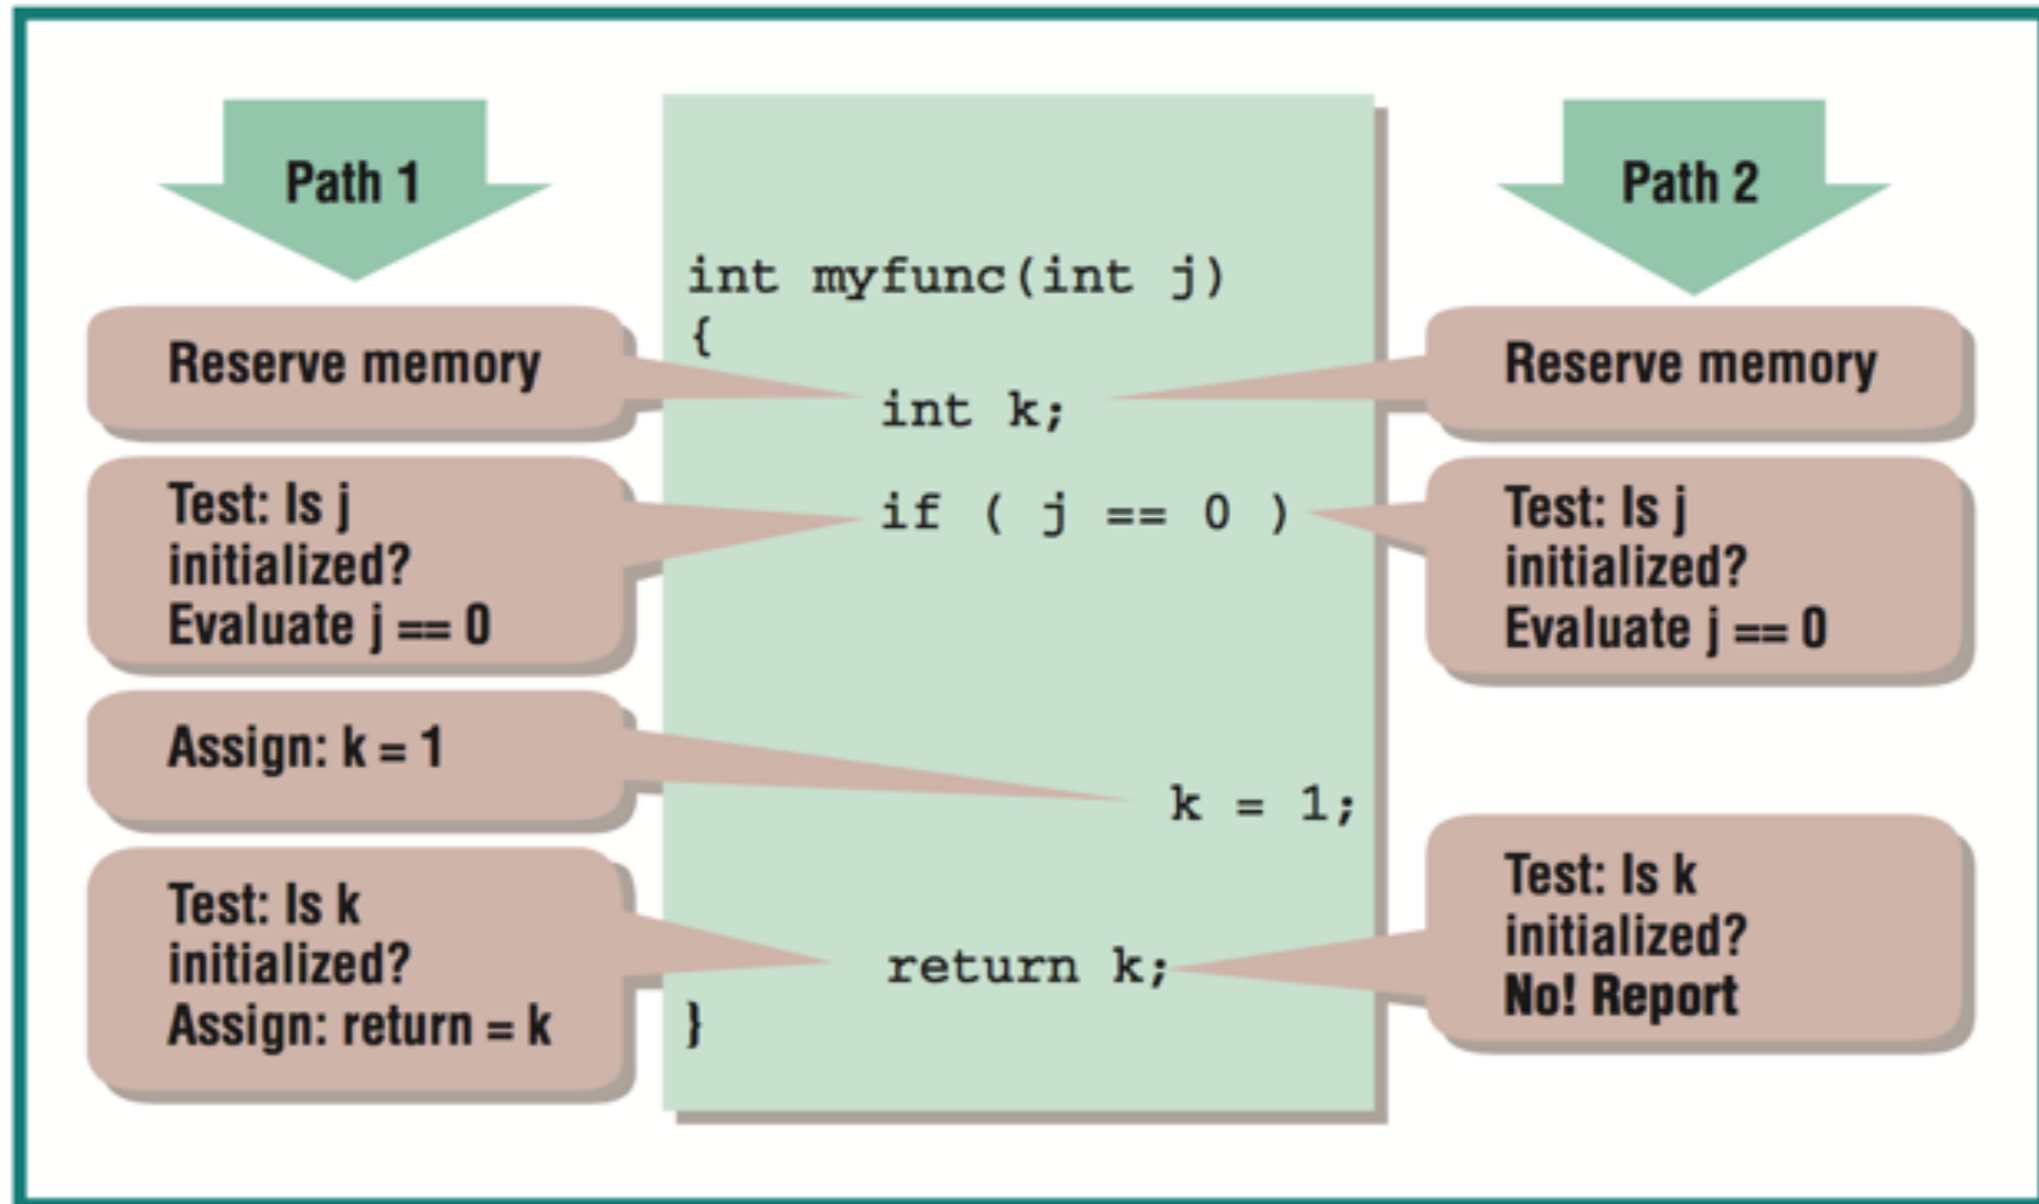 Path 1
Reserve memory
Test: Is j
initialized?
Evaluate j == 0
Assign: k = 1
Test: Is k
initialized?
Assign: return = k
int myfunc(int j)
{
int k;
if ( j == 0 )
k = 1;
return k;
}
Path 2
Reserve memory
Test: Is j
initialized?
Evaluate j == 0
Test: Is k
initialized?
No! Report